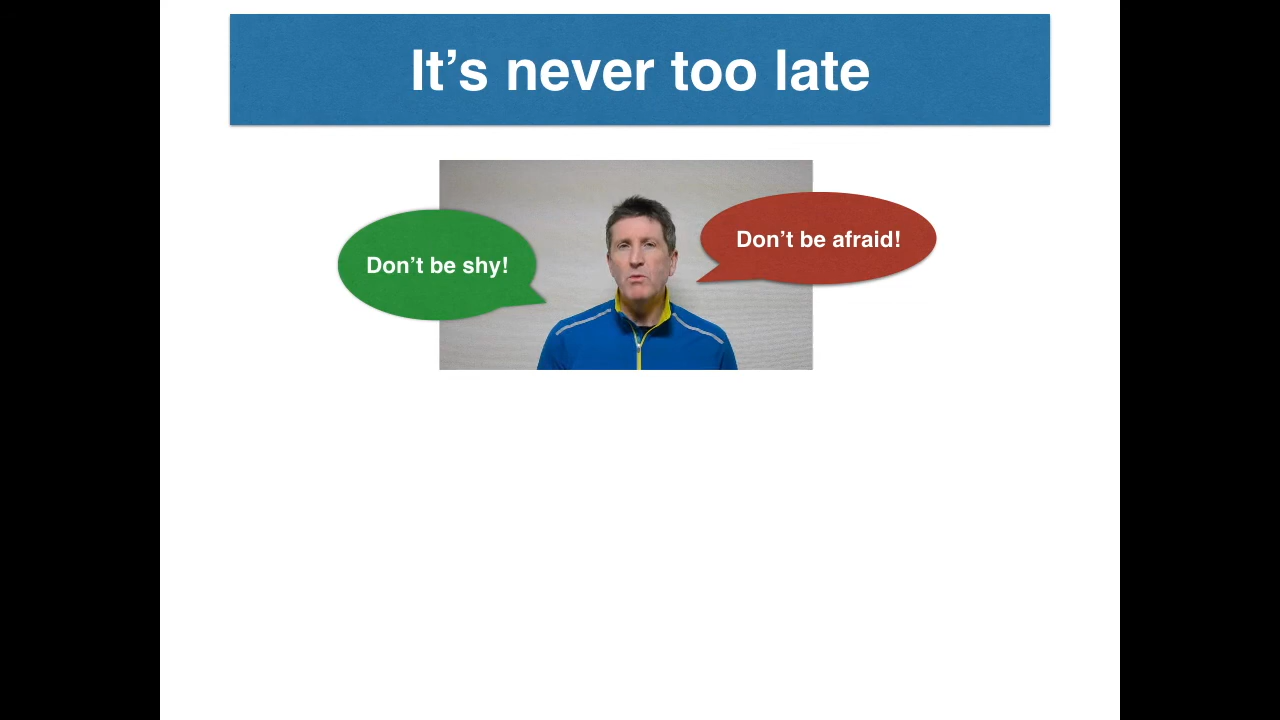 It’s never too late
Don’t be shy!
Don’t be afraid!